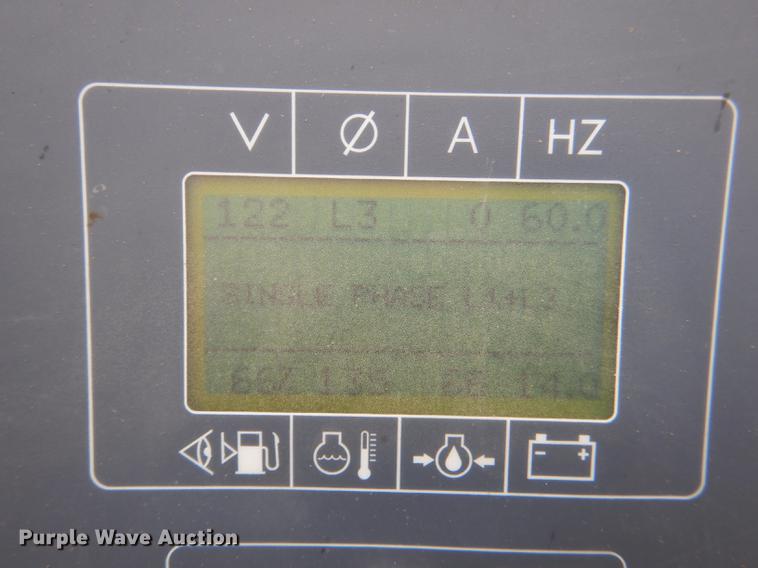 V Ø A HZ
122 L3 0 60.0
SINGLE PHASE L1+L3
- +
Purple Wave Auction